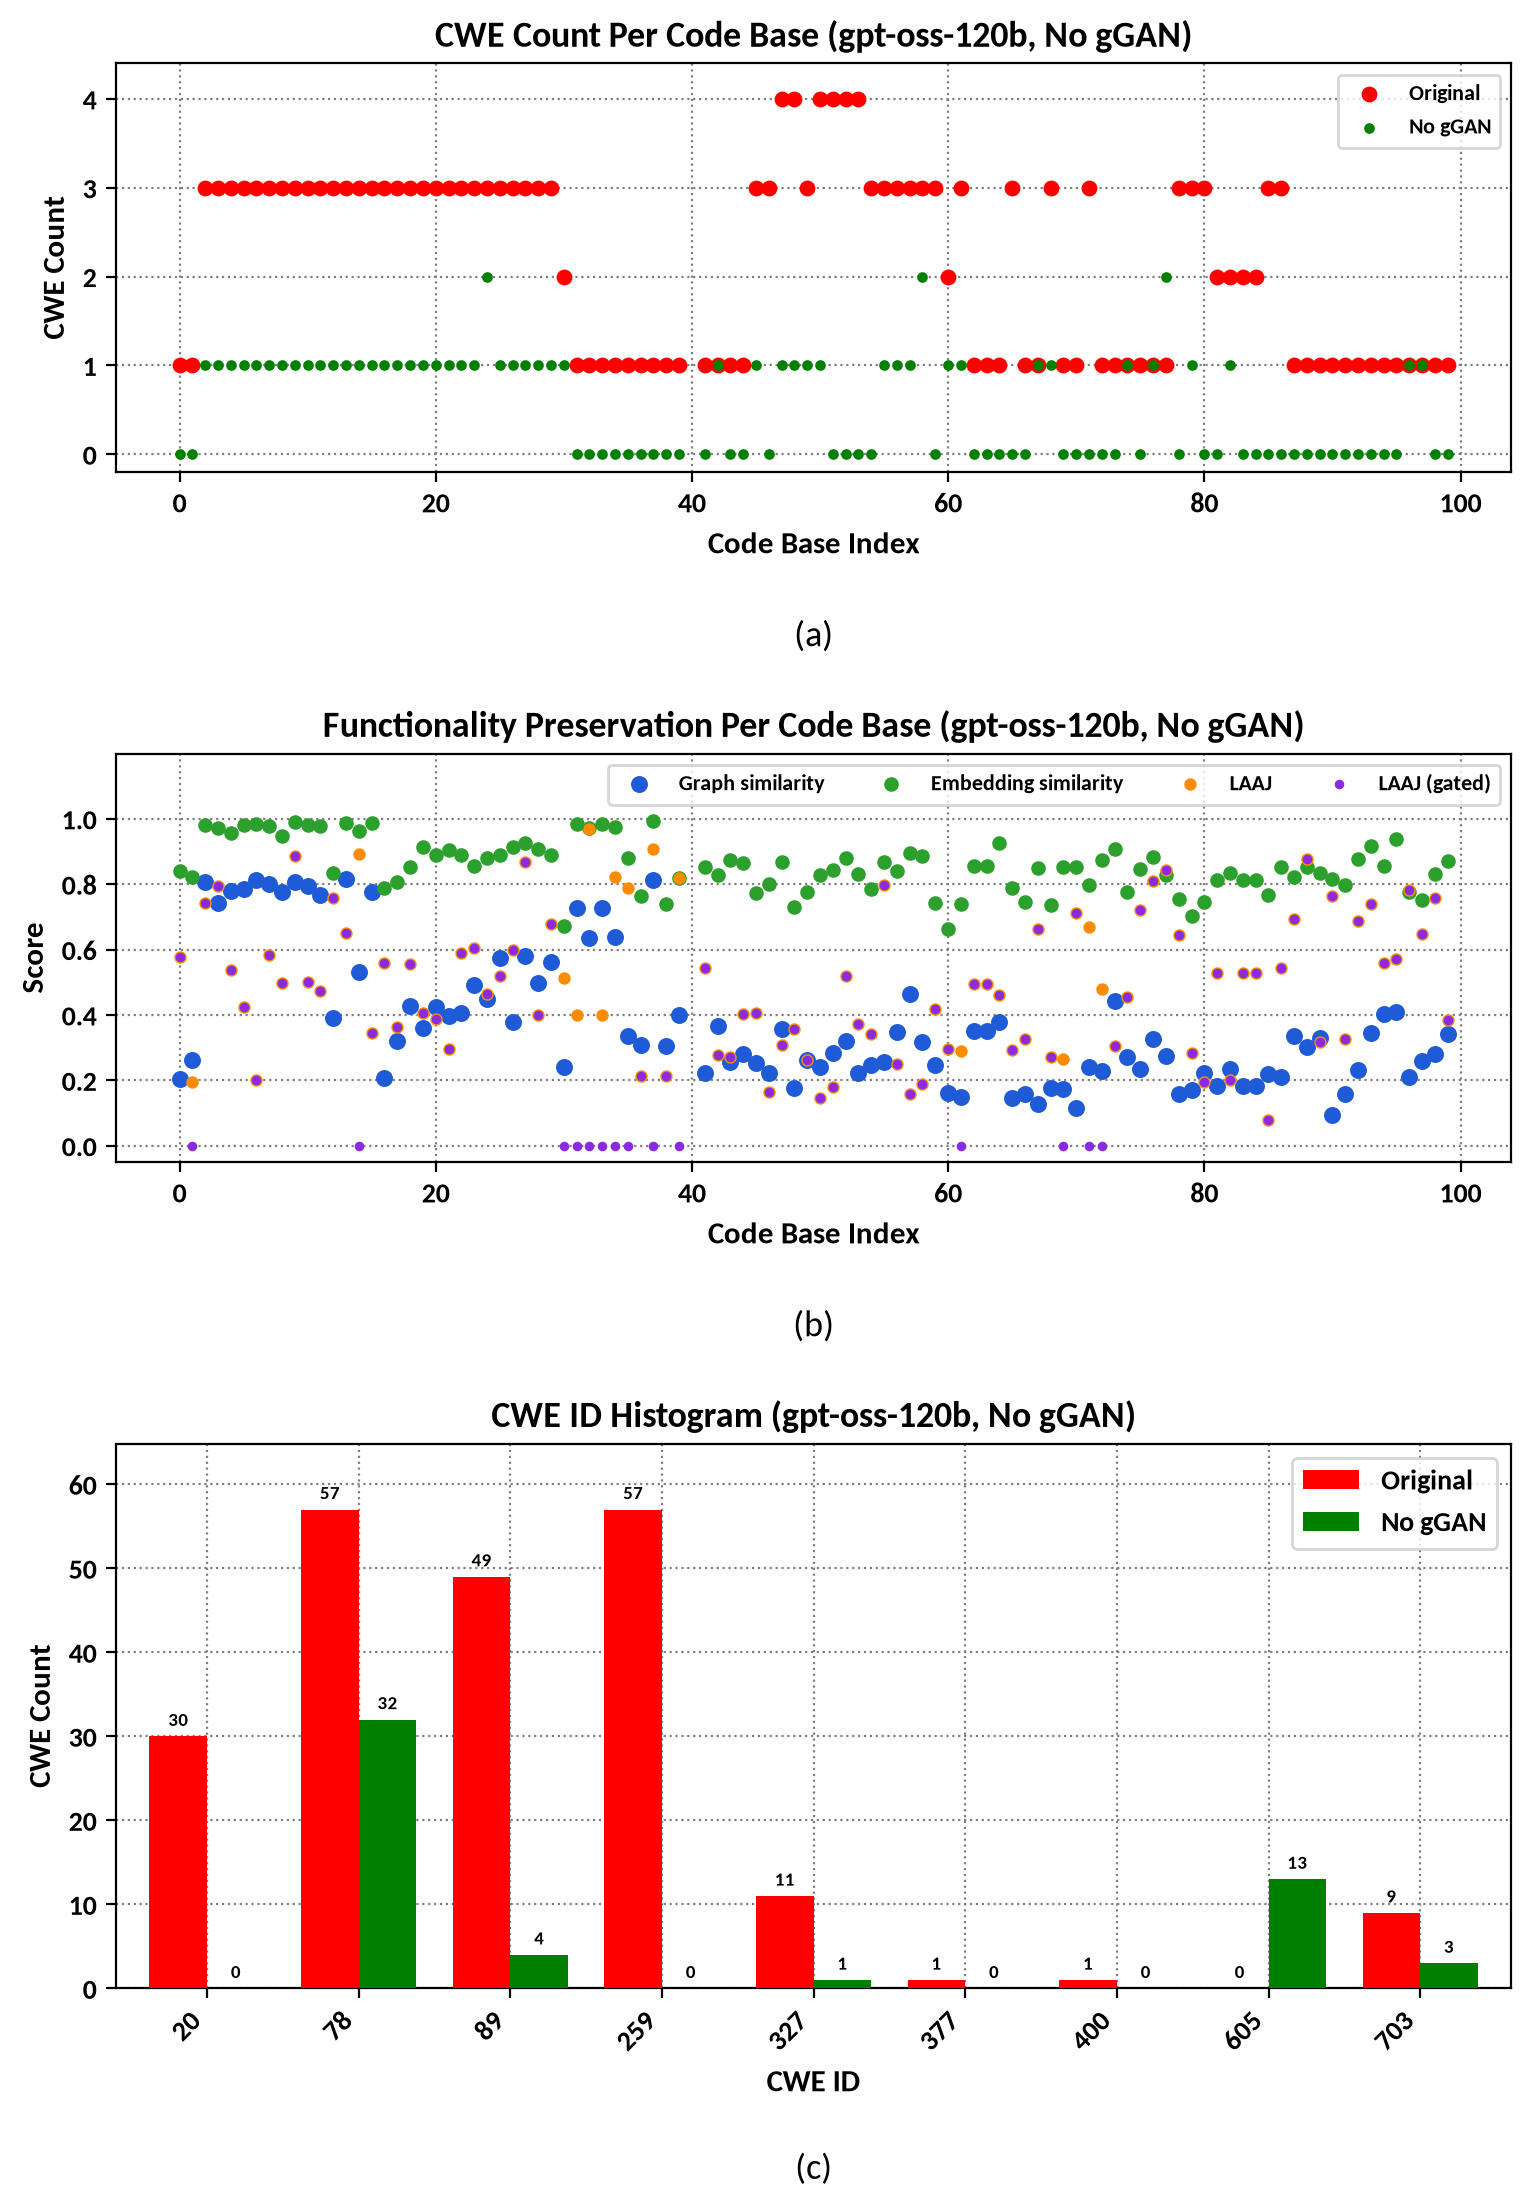 CWE Count Per Code Base (gpt-oss-120b, No gGAN)
Original
No gGAN
CWE Count
4
3
2
1
0
0 20 40 60 80 100
Code Base Index
(a)
Functionality Preservation Per Code Base (gpt-oss-120b, No gGAN)
Graph similarity Embedding similarity LAAJ LAAJ (gated)
Score
1.0
0.8
0.6
0.4
0.2
0.0
0 20 40 60 80 100
Code Base Index
(b)
CWE ID Histogram (gpt-oss-120b, No gGAN)
Original
No gGAN
CWE Count
60
50
40
30
20
10
0
30 0 57 32 49 4 57 0 11 1 1 0 1 0 0 13 9 3
20 78 89 259 327 377 400 605 703
CWE ID
(c)